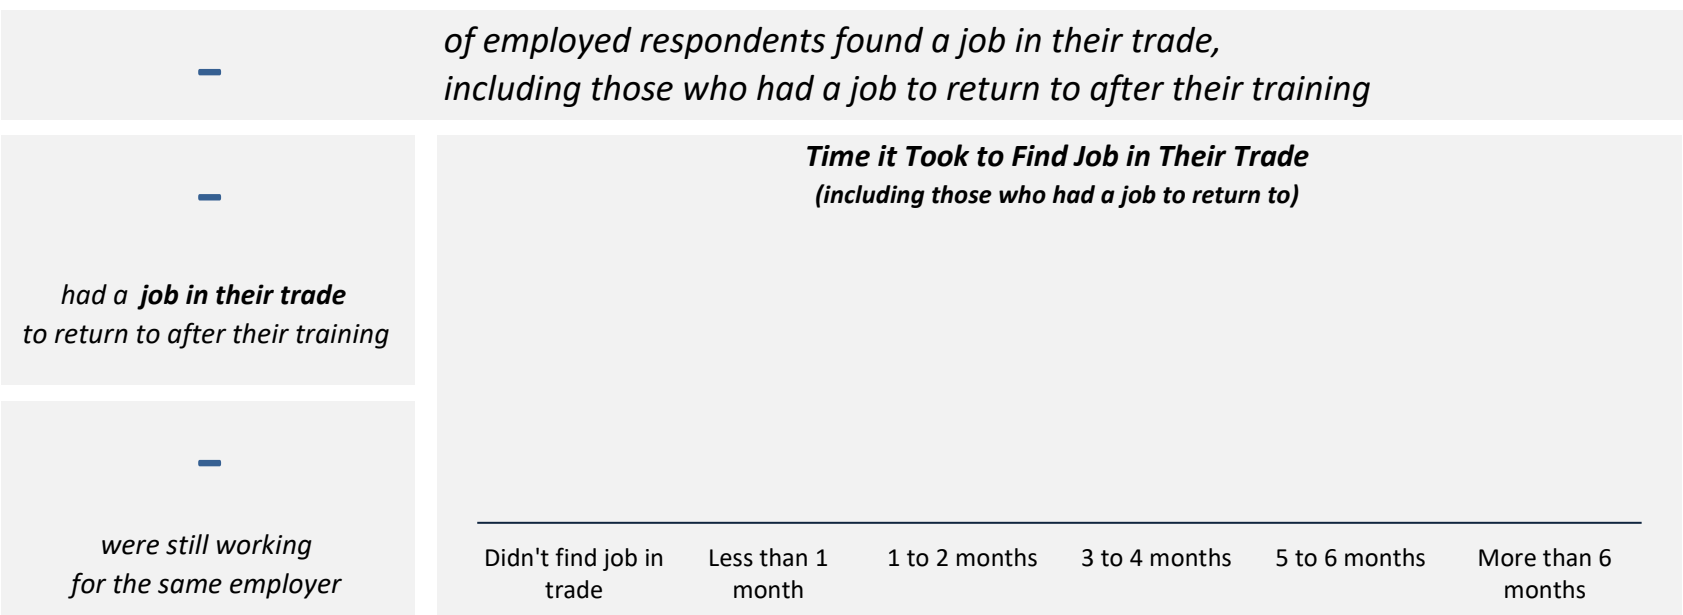 –
of employed respondents found a job in their trade,
including those who had a job to return to after their training
–
had a job in their trade
to return to after their training
–
were still working
for the same employer
Time it Took to Find Job in Their Trade
(including those who had a job to return to)
Didn't find job in
trade
Less than 1
month
1 to 2 months
3 to 4 months
5 to 6 months
More than 6
months